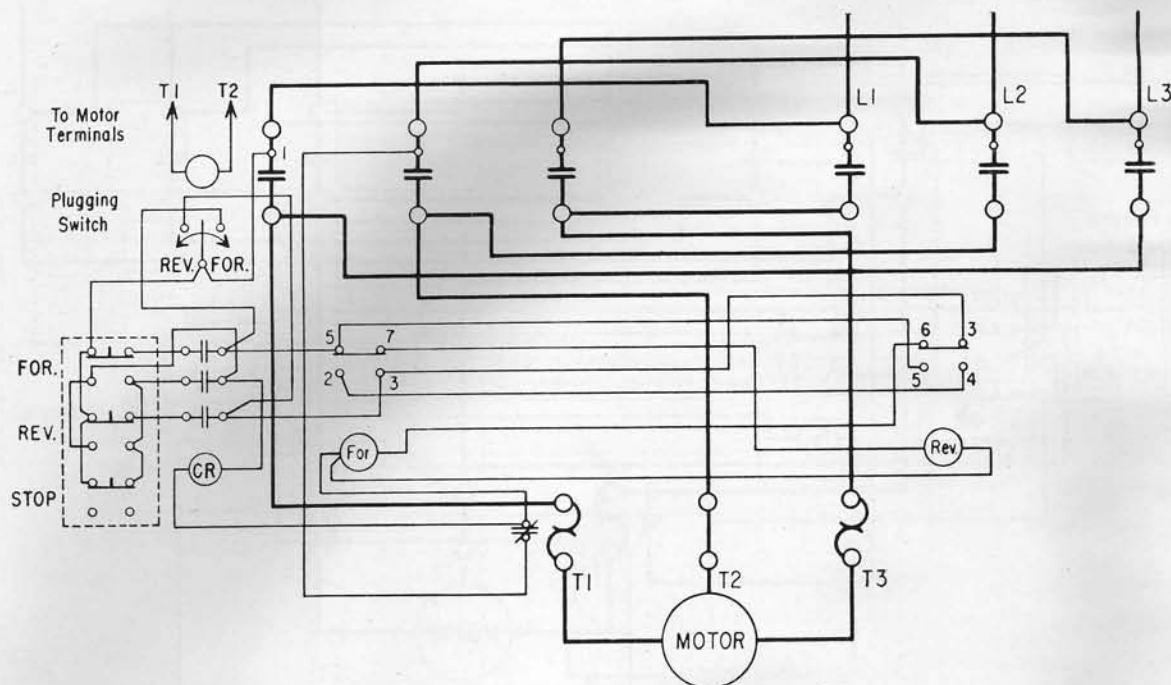 T1 T2
To Motor
Terminals
Plugging
Switch
REV. FOR.
1
L1
L2
L3
FOR.
REV.
STOP
CR
5 7
2 3
6 3
5 4
For
Rev.
T1
T2
T3
MOTOR